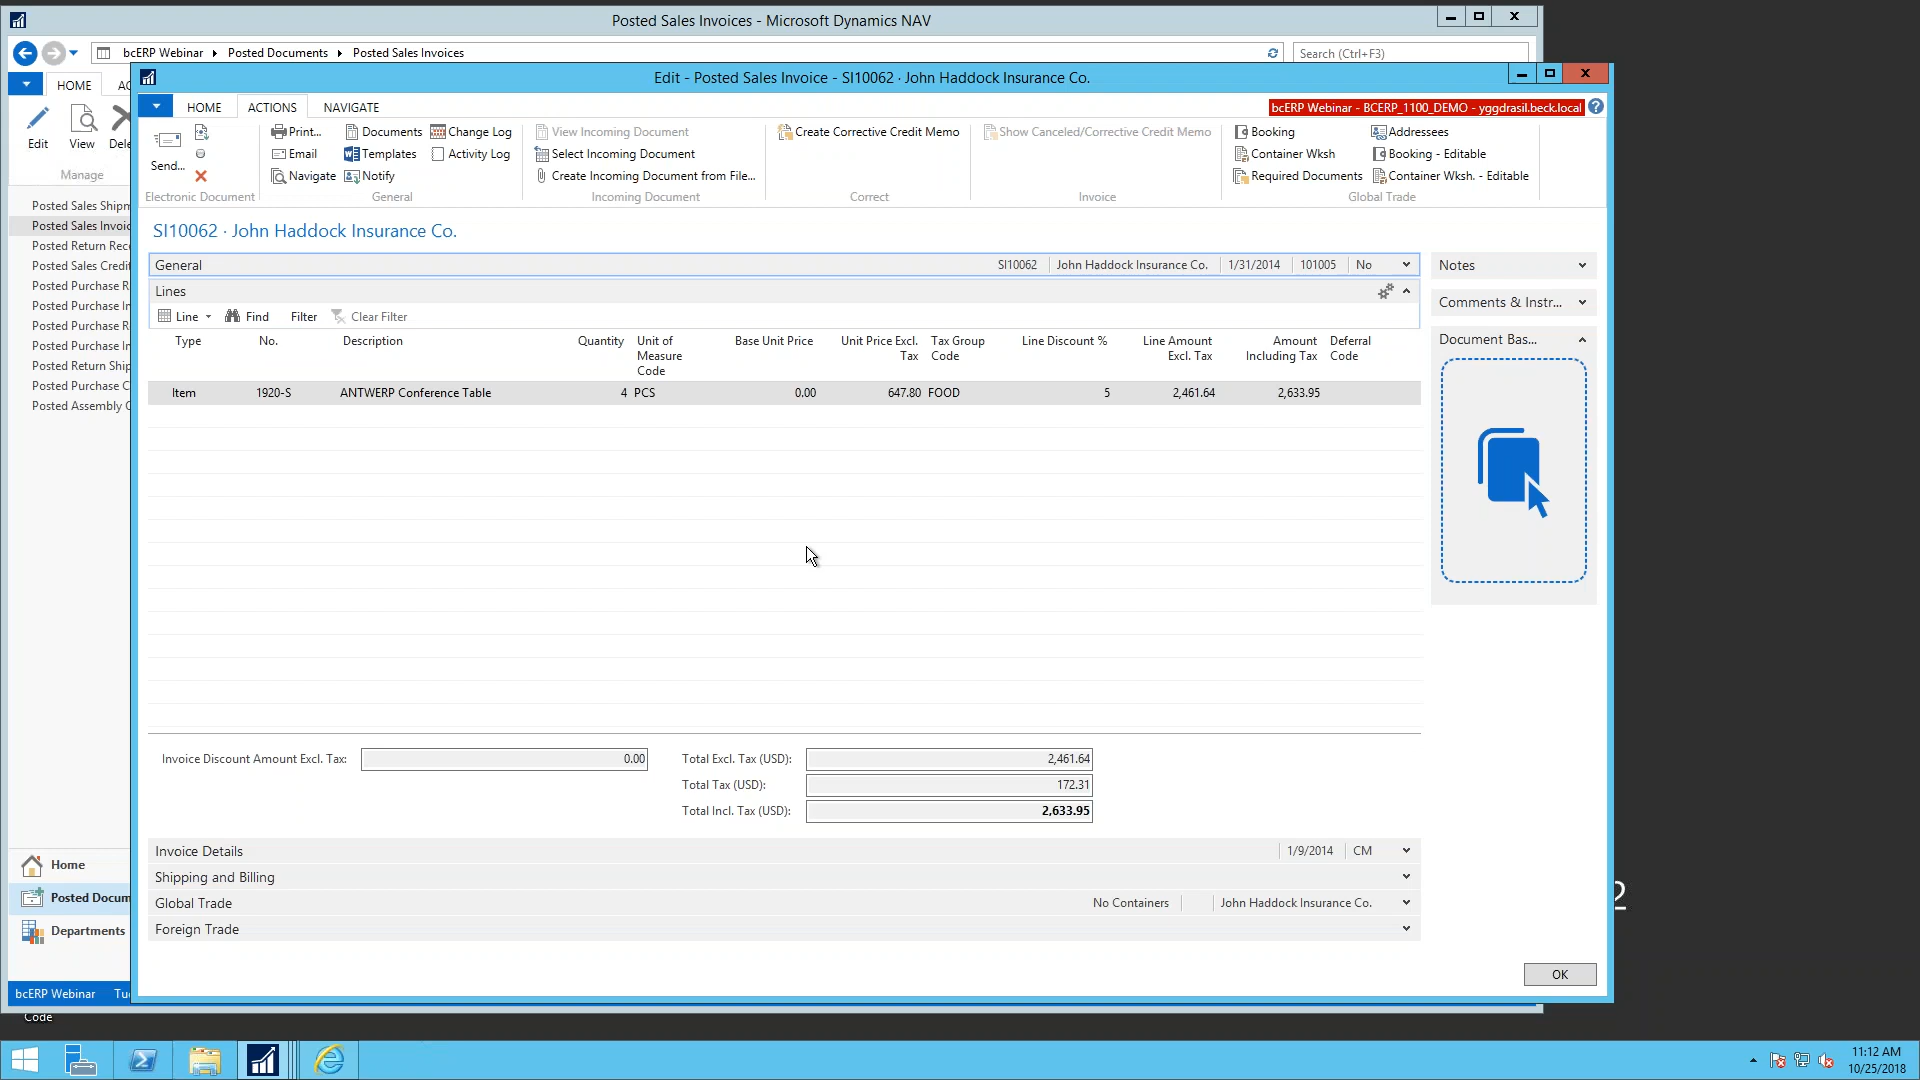 Posted Sales Invoices - Microsoft Dynamics NAV
bcERP Webinar Posted Documents Posted Sales Invoices
Search (Ctrl+F3)
HOME AC
Edit View Dele
Manage
Posted Sales Shipm
Posted Sales Invoic
Posted Return Rece
Posted Sales Credit
Posted Purchase R
Posted Purchase In
Posted Purchase R
Posted Purchase In
Posted Return Ship
Posted Purchase C
Posted Assembly O
Home
Posted Docum
Departments
bcERP Webinar Tu
Code
Edit - Posted Sales Invoice - SI10062 · John Haddock Insurance Co.
HOME ACTIONS NAVIGATE
bcERP Webinar - BCERP_1100_DEMO - yggdrasil.beck.local
Send...
Electronic Document
Print... Documents Change Log
Email Templates Activity Log
Navigate Notify
General
View Incoming Document
Select Incoming Document
Create Incoming Document from File...
Incoming Document
Create Corrective Credit Memo
Correct
Show Canceled/Corrective Credit Memo
Invoice
Booking Addressees
Container Wksh Booking - Editable
Required Documents Container Wksh. - Editable
Global Trade
SI10062 · John Haddock Insurance Co.
General SI10062 John Haddock Insurance Co. 1/31/2014 101005 No
Lines
Line Find Filter Clear Filter
Type No. Description Quantity Unit of Measure Code Base Unit Price Unit Price Excl. Tax Tax Group Code Line Discount % Line Amount Excl. Tax Amount Including Tax Deferral Code
Item 1920-S ANTWERP Conference Table 4 PCS 0.00 647.80 FOOD 5 2,461.64 2,633.95
Invoice Discount Amount Excl. Tax: 0.00 Total Excl. Tax (USD): 2,461.64
Total Tax (USD): 172.31
Total Incl. Tax (USD): 2,633.95
Invoice Details 1/9/2014 CM
Shipping and Billing
Global Trade No Containers John Haddock Insurance Co.
Foreign Trade
Notes
Comments & Instr...
Document Bas...
OK
2
11:12 AM
10/25/2018